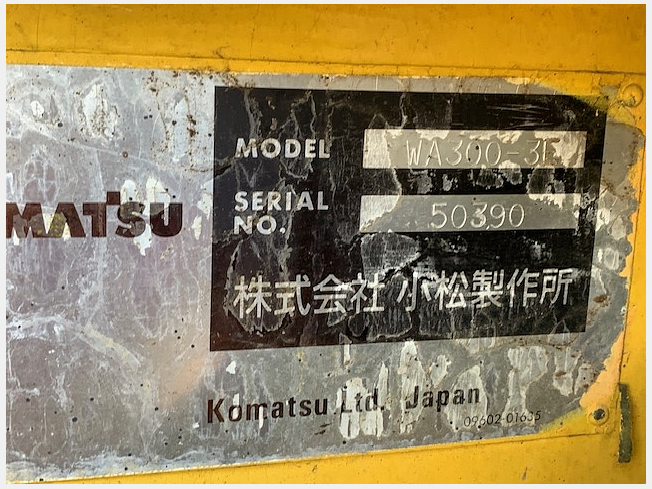 MATSU
MODEL WA300-3E
SERIAL NO. 50390
株式会社 小松製作所
Komatsu Ltd. Japan
09602-01635